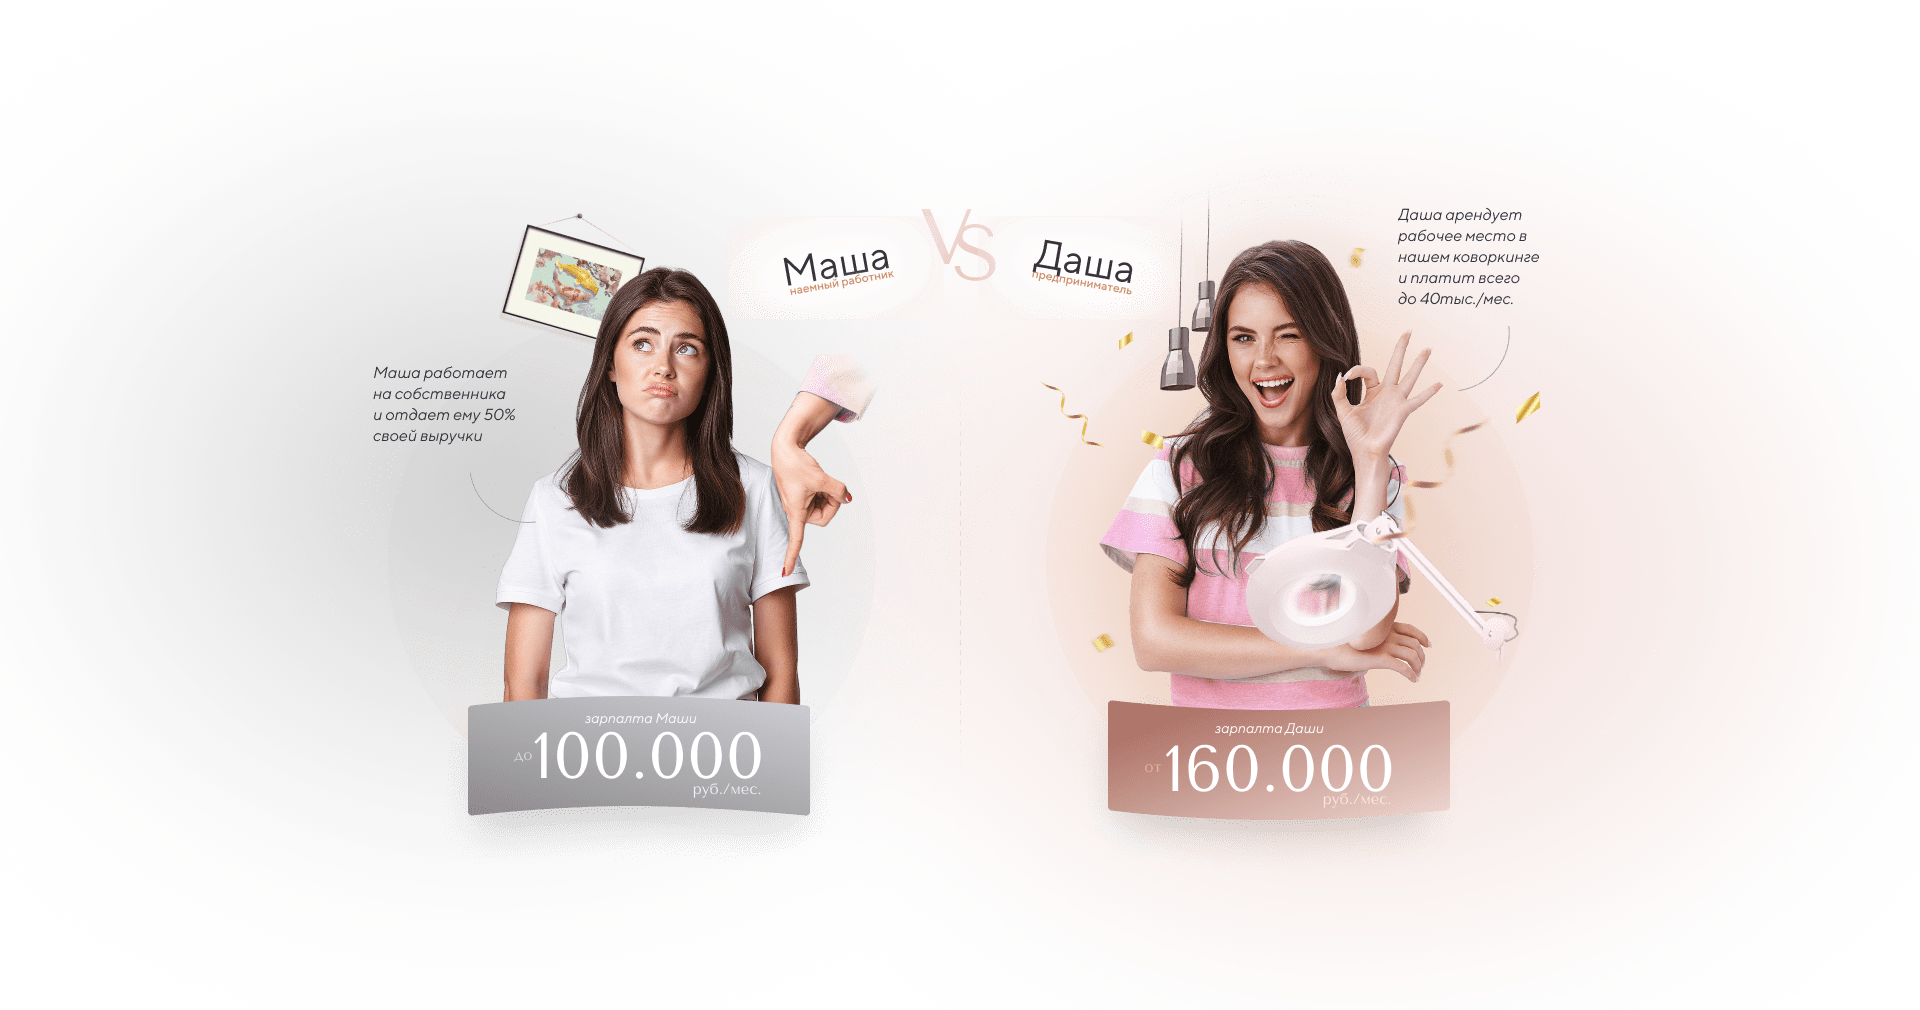 Маша
наемный работник
VS
Даша
предприниматель
Даша арендует
рабочее место в
нашем коворкинге
и платит всего
до 40тыс./мес.
Маша работает
на собственника
и отдает ему 50%
своей выручки
зарпалта Маши
до 100.000
руб./мес.
зарпалта Даши
от 160.000
руб./мес.